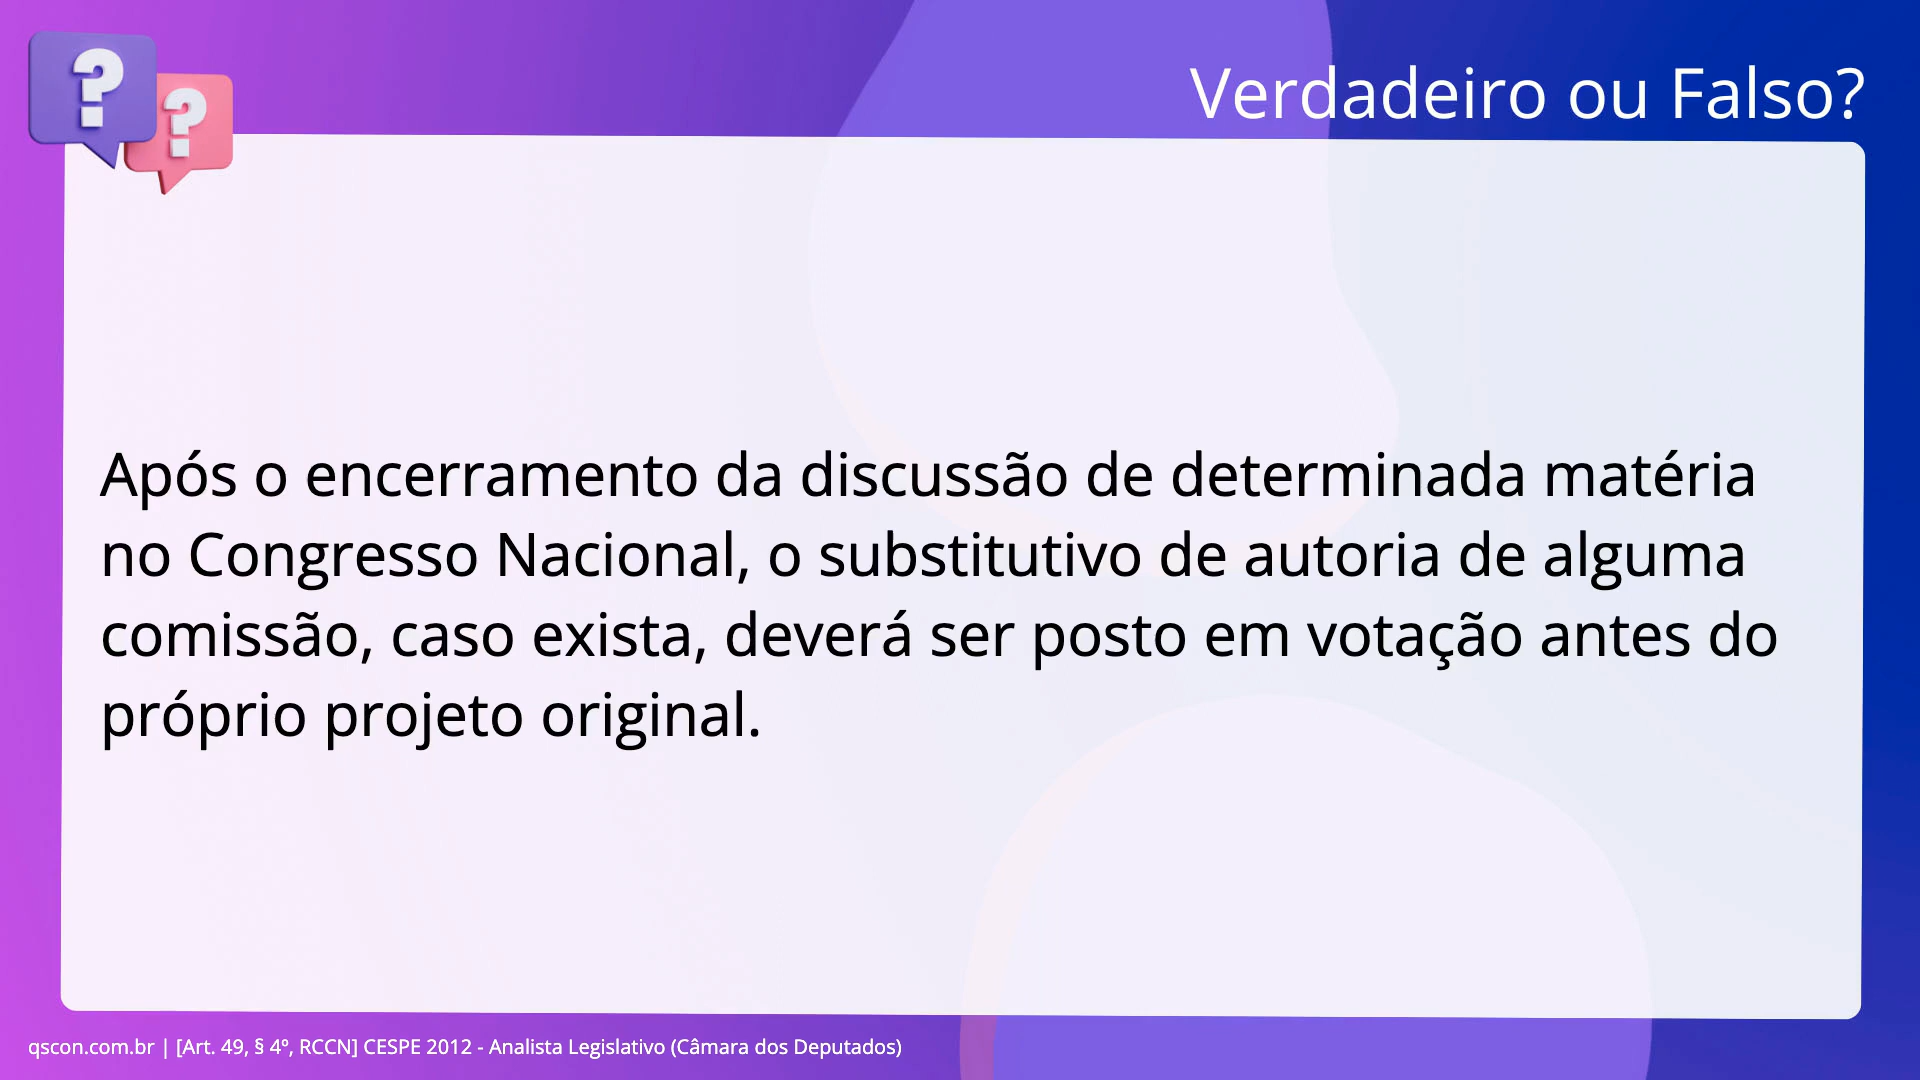 Verdadeiro ou Falso?
Após o encerramento da discussão de determinada matéria
no Congresso Nacional, o substitutivo de autoria de alguma
comissão, caso exista, deverá ser posto em votação antes do
próprio projeto original.
qscon.com.br | [Art. 49, § 4º, RCCN] CESPE 2012 - Analista Legislativo (Câmara dos Deputados)